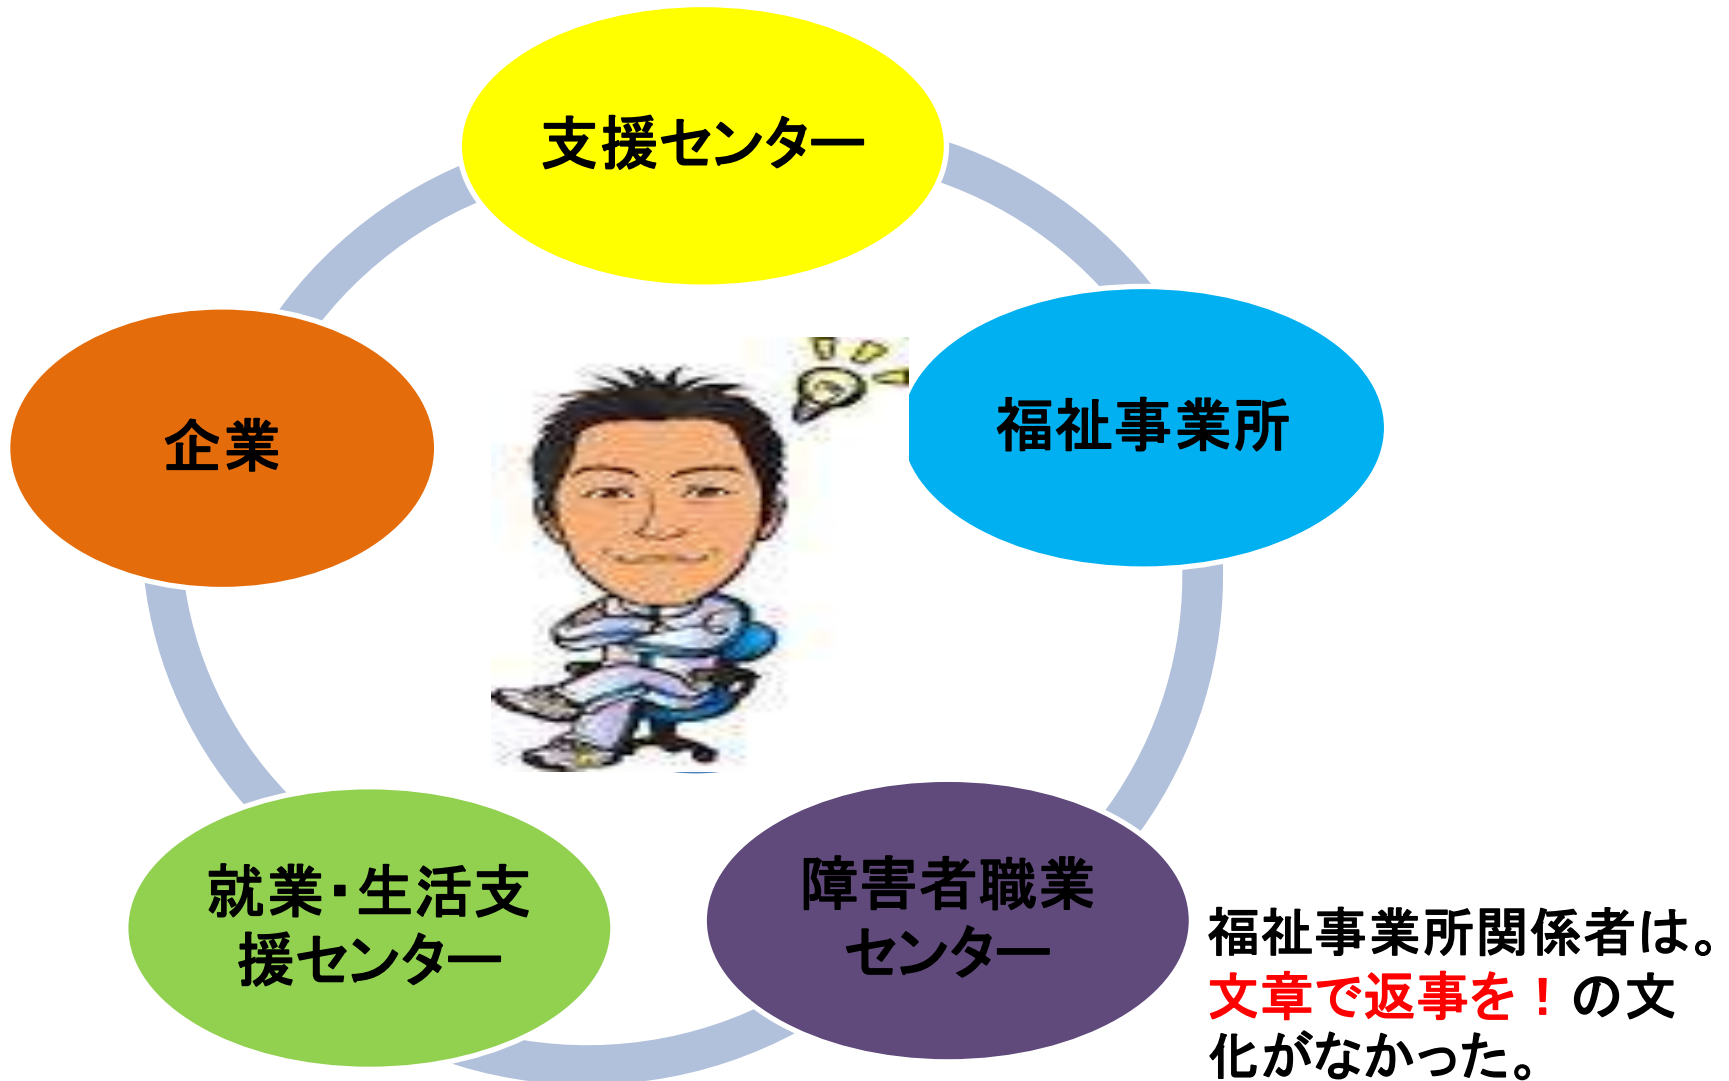 支援センター
企業
福祉事業所
就業・生活支
援センター
障害者職業
センター
福祉事業所関係者は。
文章で返事を！の文
化がなかった。